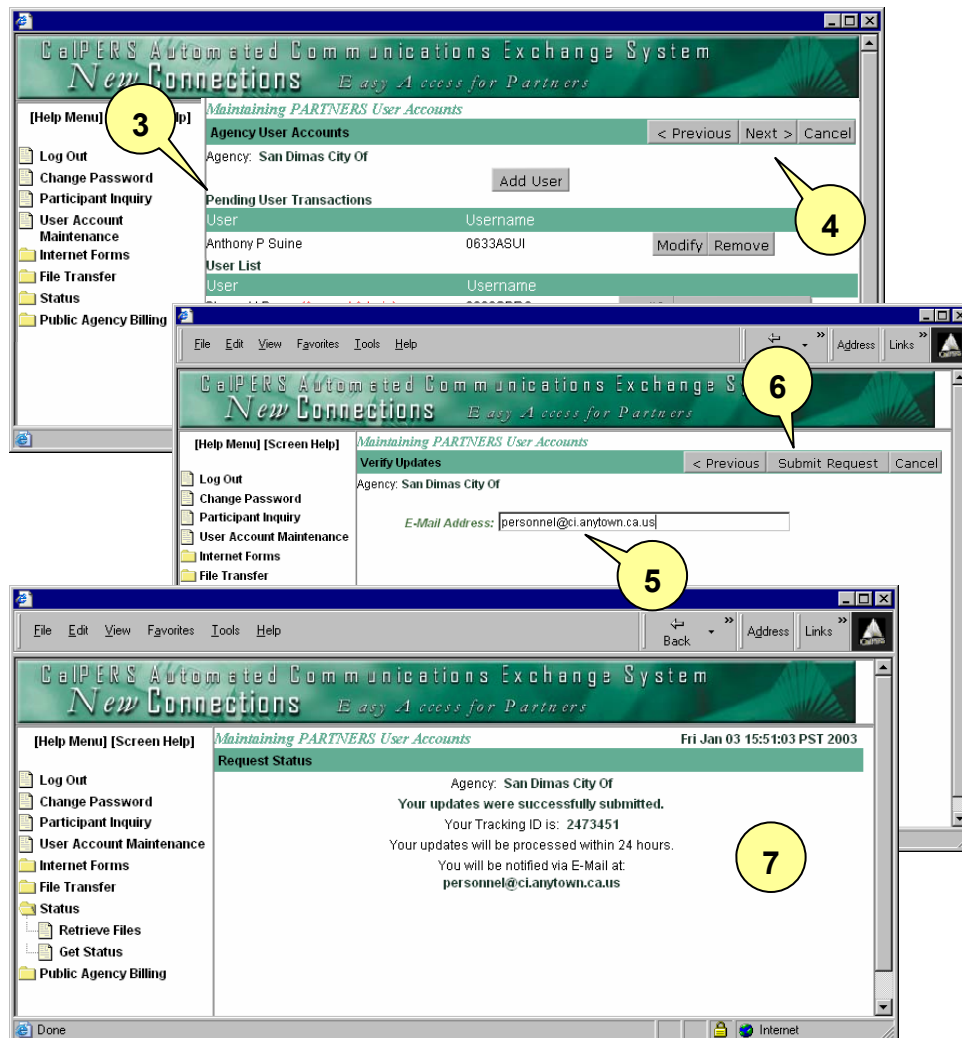 CalPERS Automated Communications Exchange System
New Connections Easy Access for Partners
[Help Menu]
3
Maintaining PARTNERS User Accounts
Agency User Accounts
< Previous Next > Cancel
Log Out
Change Password
Participant Inquiry
User Account Maintenance
Internet Forms
File Transfer
Status
Public Agency Billing
Agency: San Dimas City Of
Add User
4
Pending User Transactions
User Username
Anthony P Suine 0633ASUI Modify Remove
User List
User Username
File Edit View Favorites Tools Help
Address Links
CalPERS Automated Communications Exchange
New Connections Easy Access for Partners
6
[Help Menu] [Screen Help]
Maintaining PARTNERS User Accounts
Verify Updates
< Previous Submit Request Cancel
Log Out
Change Password
Participant Inquiry
User Account Maintenance
Internet Forms
File Transfer
Agency: San Dimas City Of
E-Mail Address: personnel@ci.anytown.ca.us
5
File Edit View Favorites Tools Help
Back Address Links
CalPERS Automated Communications Exchange System
New Connections Easy Access for Partners
[Help Menu] [Screen Help]
Maintaining PARTNERS User Accounts
Fri Jan 03 15:51:03 PST 2003
Request Status
Log Out
Change Password
Participant Inquiry
User Account Maintenance
Internet Forms
File Transfer
Status
Retrieve Files
Get Status
Public Agency Billing
Agency: San Dimas City Of
Your updates were successfully submitted.
Your Tracking ID is: 2473451
Your updates will be processed within 24 hours.
You will be notified via E-Mail at:
personnel@ci.anytown.ca.us
7
Done
Internet